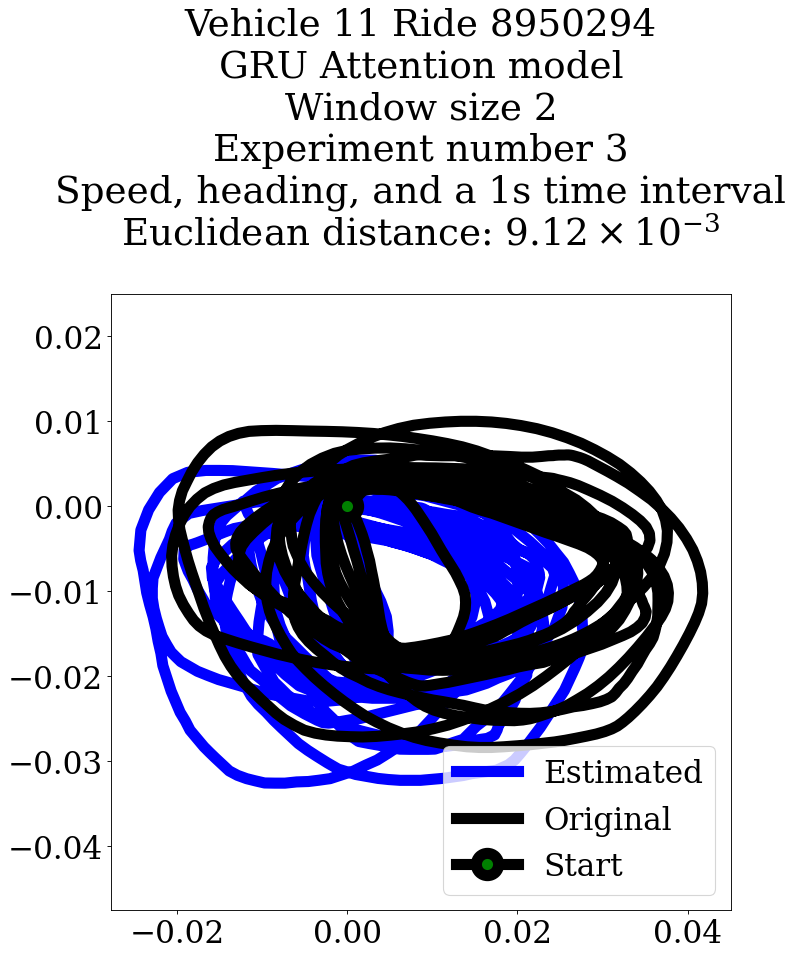 Vehicle 11 Ride 8950294
GRU Attention model
Window size 2
Experiment number 3
Speed, heading, and a 1s time interval
Euclidean distance: 9.12 × 10⁻³
0.02
0.01
0.00
−0.01
−0.02
−0.03
−0.04
Estimated
Original
Start
−0.02
0.00
0.02
0.04